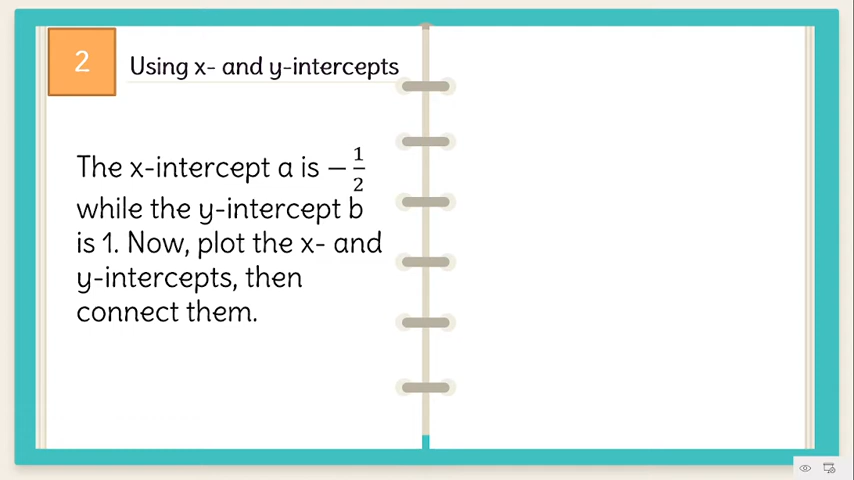 2
Using x- and y-intercepts
The x-intercept a is −1/2
while the y-intercept b
is 1. Now, plot the x- and
y-intercepts, then
connect them.